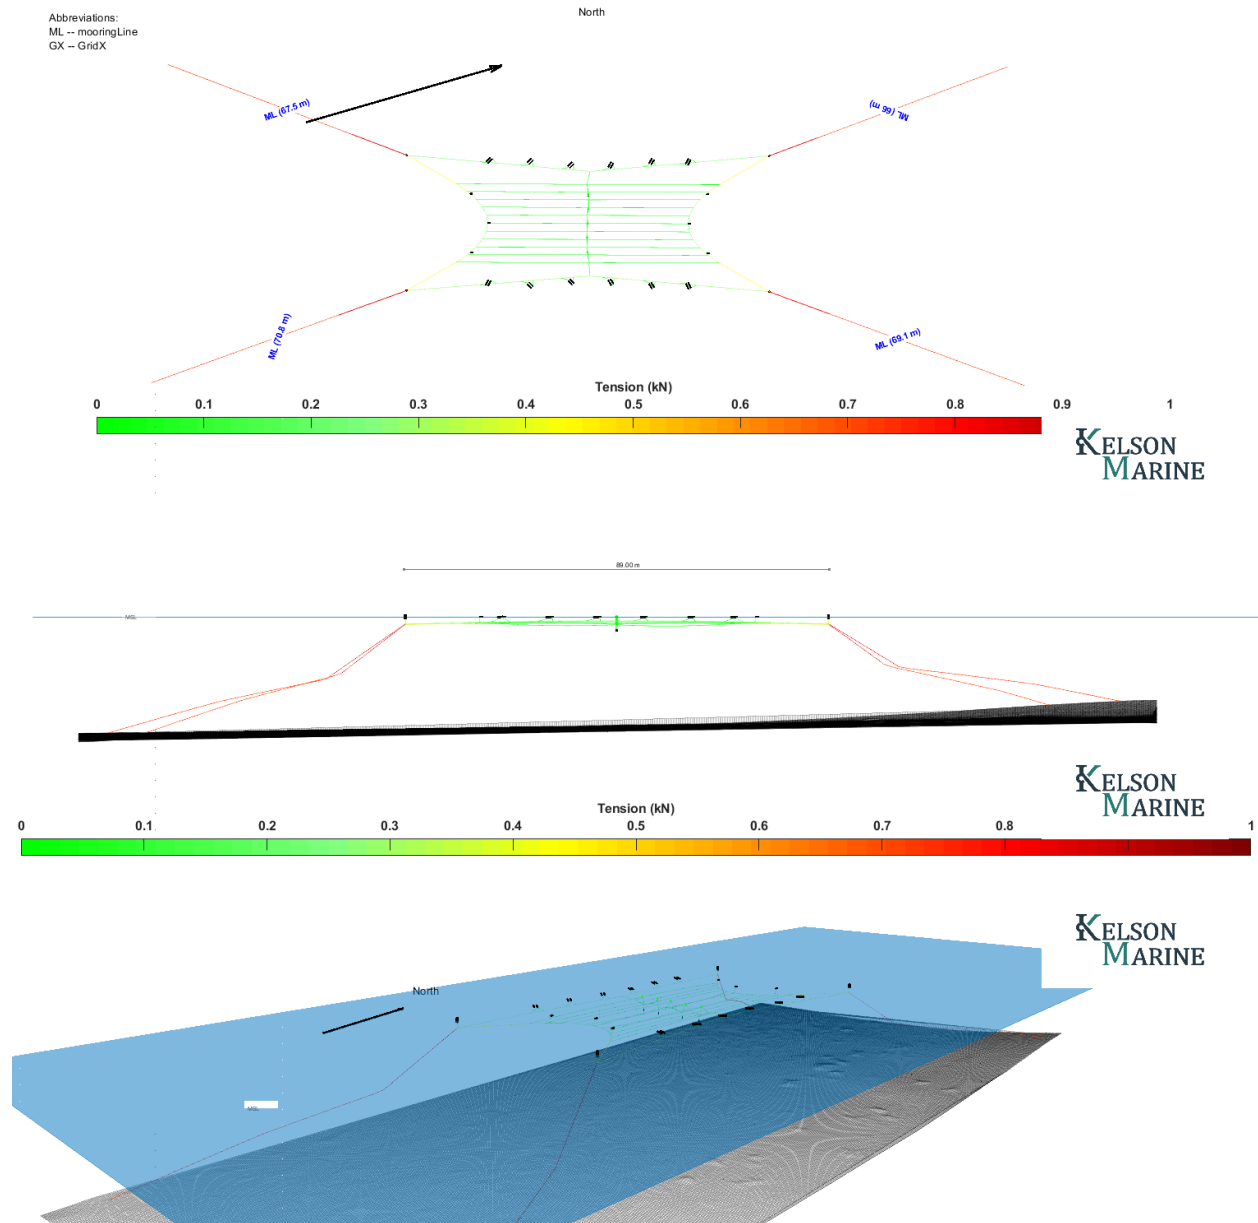 Abbreviations:
ML -- mooringLine
GX -- GridX
North
ML (67.5 m)
ML (66 m)
ML (70.8 m)
ML (69.1 m)
Tension (kN)
0 0.1 0.2 0.3 0.4 0.5 0.6 0.7 0.8 0.9 1
KELSON
MARINE
89.00 m
MSL
KELSON
MARINE
Tension (kN)
0 0.1 0.2 0.3 0.4 0.5 0.6 0.7 0.8 1
KELSON
MARINE
North
MSL